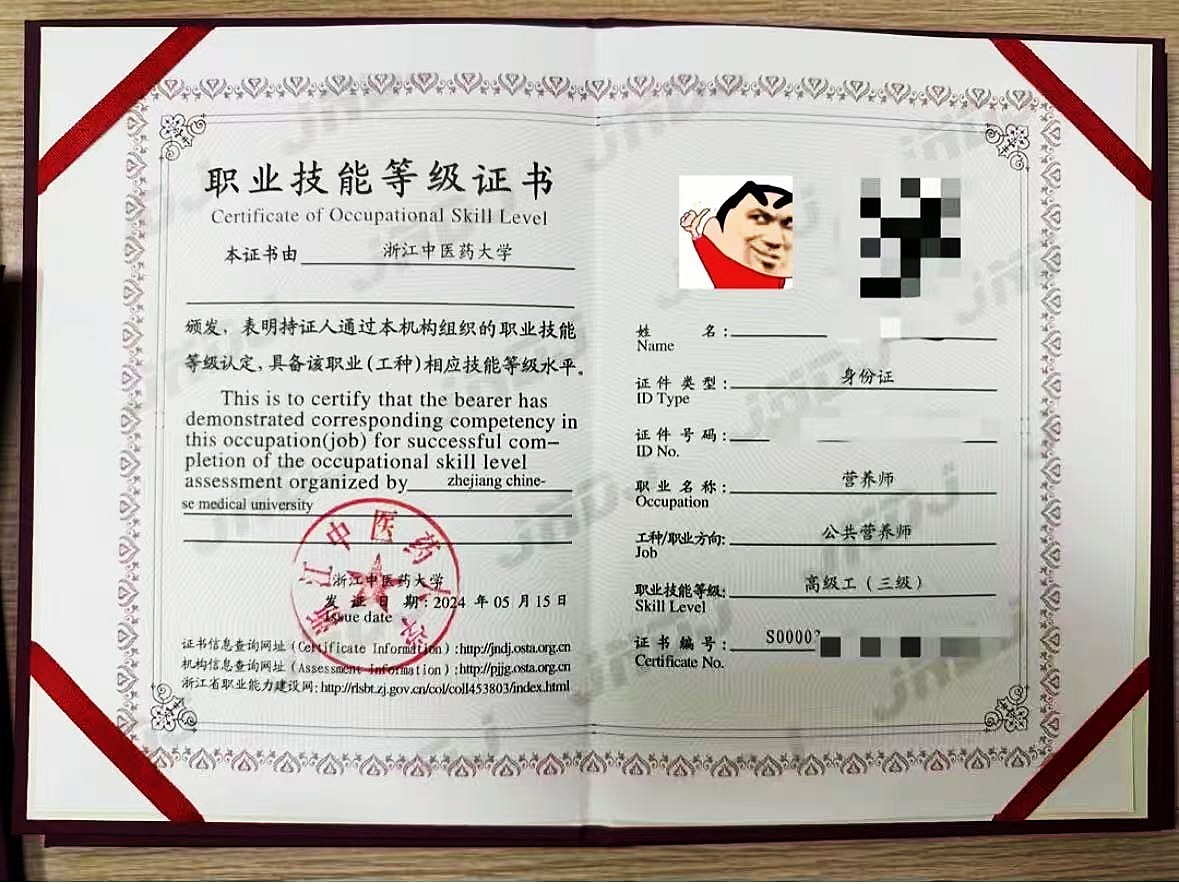 职业技能等级证书
Certificate of Occupational Skill Level
本证书由 浙江中医药大学
颁发，表明持证人通过本机构组织的职业技能
等级认定，具备该职业(工种)相应技能等级水平。
This is to certify that the bearer has
demonstrated corresponding competency in
this occupation(job) for successful com-
pletion of the occupational skill level
assessment organized by zhejiang chine-
se medical university
浙江中医药大学
浙江中医药大学
发证日期:2024 年 05 月 15 日
Issue date
证书信息查询网址 (Certificate Information):http://jndj.osta.org.cn
机构信息查询网址 (Assessment Information):http://pjjg.osta.org.cn
浙江省职业能力建设网:http://rlsbt.zj.gov.cn/col/coll453803/index.html
姓 名:
Name
证件类型: 身份证
ID Type
证件号码:
ID No.
职业名称: 营养师
Occupation
工种/职业方向: 公共营养师
Job
职业技能等级: 高级工（三级）
Skill Level
证书编号: S0000
Certificate No.